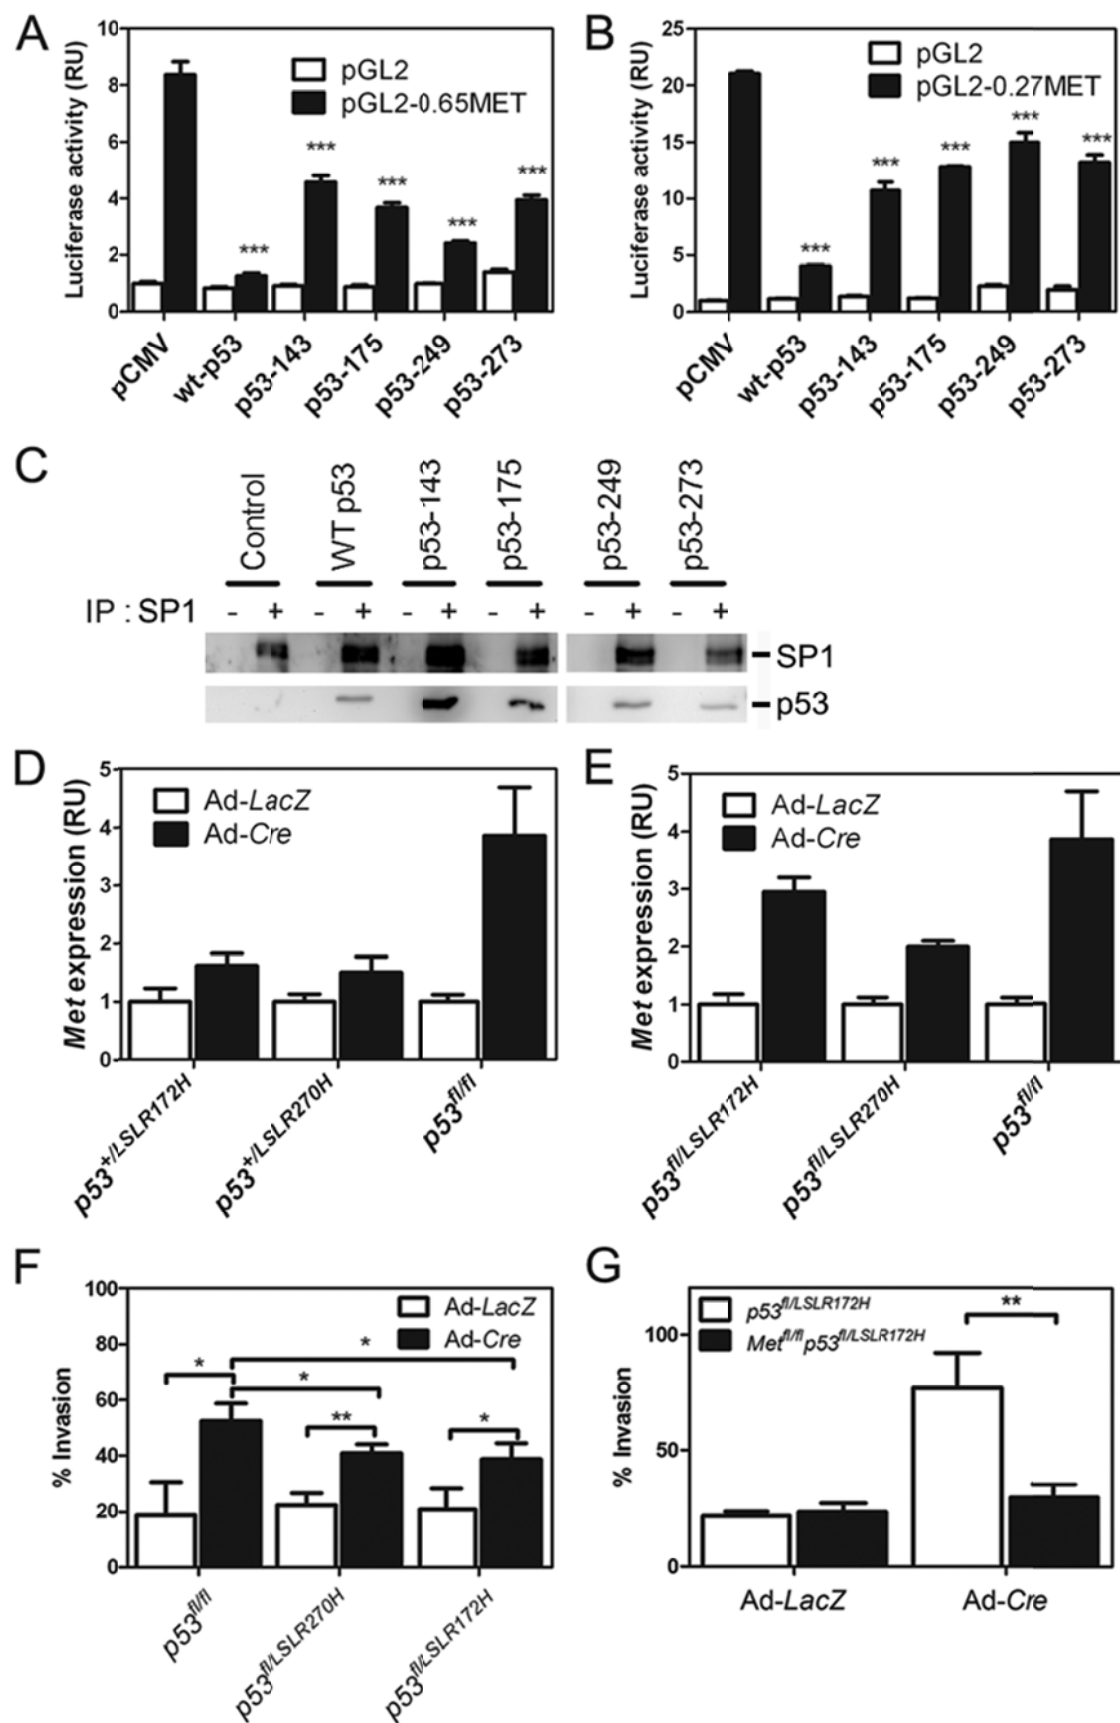 A
Luciferase activity (RU)
10
8
6
4
2
0
pGL2
pGL2-0.65MET
***
***
***
***
***
pCMV
wt-p53
p53-143
p53-175
p53-249
p53-273
B
Luciferase activity (RU)
25
20
15
10
5
0
pGL2
pGL2-0.27MET
***
***
***
***
***
pCMV
wt-p53
p53-143
p53-175
p53-249
p53-273
C
Control
WT p53
p53-143
p53-175
p53-249
p53-273
IP : SP1 - + - + - + - + - + - +
SP1
p53
D
Met expression (RU)
5
4
3
2
1
0
Ad-LacZ
Ad-Cre
p53+/LSLR172H
p53+/LSLR270H
p53fl/fl
E
Met expression (RU)
5
4
3
2
1
0
Ad-LacZ
Ad-Cre
p53fl/LSLR172H
p53fl/LSLR270H
p53fl/fl
F
% Invasion
100
80
60
40
20
0
Ad-LacZ
Ad-Cre
*
*
*
**
*
p53fl/fl
p53fl/LSLR270H
p53fl/LSLR172H
G
% Invasion
100
50
0
p53fl/LSLR172H
Metfl/fl p53fl/LSLR172H
**
Ad-LacZ
Ad-Cre